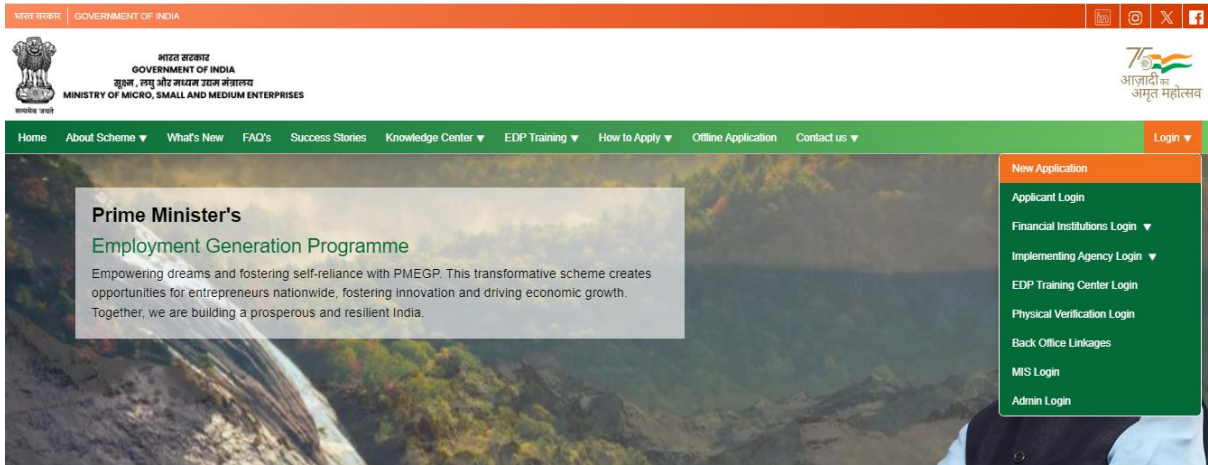 भारत सरकार | GOVERNMENT OF INDIA
सत्यमेव जयते
भारत सरकार
GOVERNMENT OF INDIA
सूक्ष्म , लघु और मध्यम उद्यम मंत्रालय
MINISTRY OF MICRO, SMALL AND MEDIUM ENTERPRISES
75
आज़ादी का
अमृत महोत्सव
Home About Scheme ▼ What's New FAQ's Success Stories Knowledge Center ▼ EDP Training ▼ How to Apply ▼ Offline Application Contact us ▼ Login ▼
New Application
Applicant Login
Financial Institutions Login ▼
Implementing Agency Login ▼
EDP Training Center Login
Physical Verification Login
Back Office Linkages
MIS Login
Admin Login
Prime Minister's
Employment Generation Programme
Empowering dreams and fostering self-reliance with PMEGP. This transformative scheme creates
opportunities for entrepreneurs nationwide, fostering innovation and driving economic growth.
Together, we are building a prosperous and resilient India.